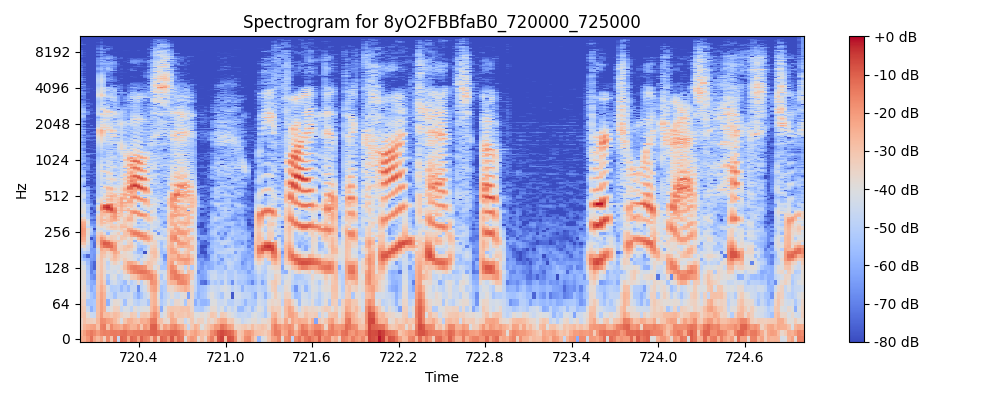 Spectrogram for 8yO2FBBfaB0_720000_725000
Hz
8192
4096
2048
1024
512
256
128
64
0
720.4 721.0 721.6 722.2 722.8 723.4 724.0 724.6
Time
+0 dB
-10 dB
-20 dB
-30 dB
-40 dB
-50 dB
-60 dB
-70 dB
-80 dB